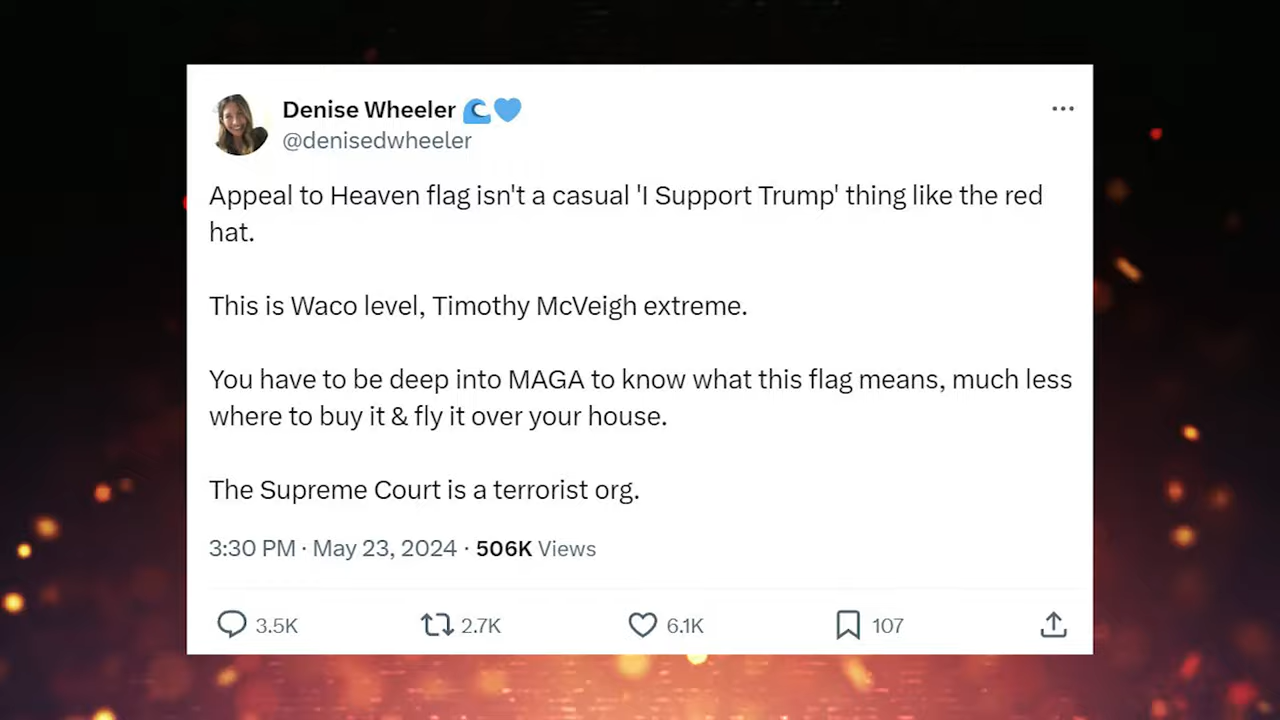 Denise Wheeler 🌊💙
@denisedwheeler
Appeal to Heaven flag isn't a casual 'I Support Trump' thing like the red
hat.
This is Waco level, Timothy McVeigh extreme.
You have to be deep into MAGA to know what this flag means, much less
where to buy it & fly it over your house.
The Supreme Court is a terrorist org.
3:30 PM · May 23, 2024 · 506K Views
3.5K 2.7K 6.1K 107